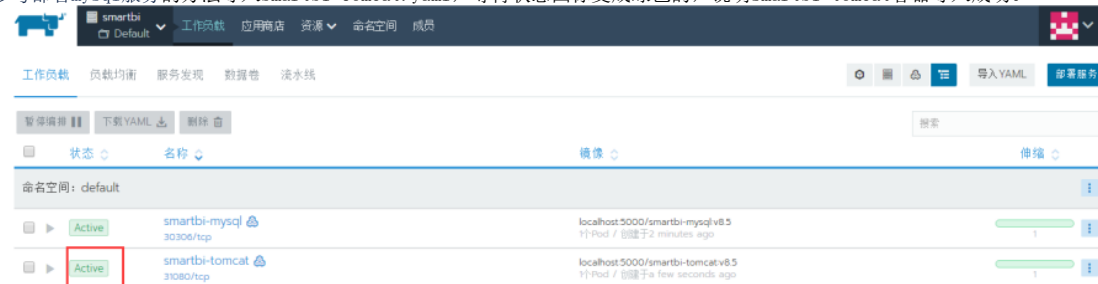 smartbi
Default
工作负载 应用商店 资源 命名空间 成员
工作负载 负载均衡 服务发现 数据卷 流水线
导入YAML 部署服务
暂停编排 下载YAML 删除
搜索
状态 名称 镜像 伸缩
命名空间：default
Active smartbi-mysql localhost:5000/smartbi-mysql:v8.5
30306/tcp 1个Pod / 创建于2 minutes ago 1
Active smartbi-tomcat localhost:5000/smartbi-tomcat:v8.5
31080/tcp 1个Pod / 创建于a few seconds ago 1